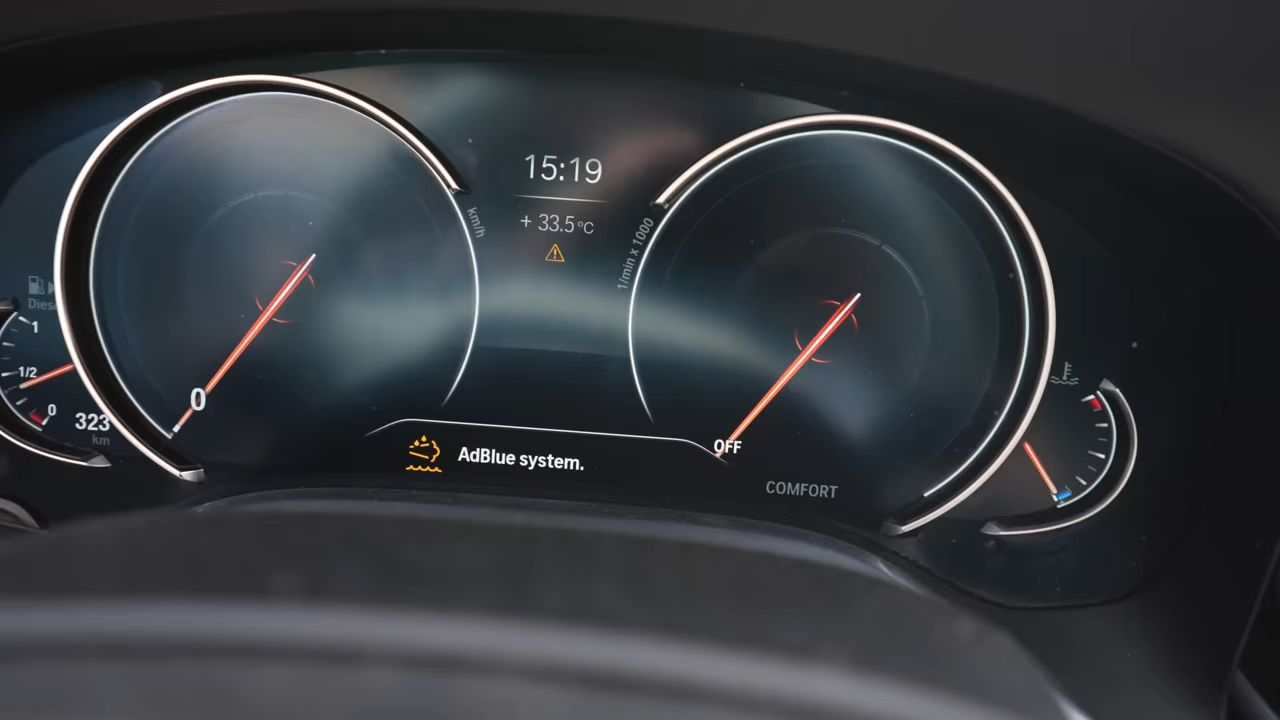 15:19
+ 33.5°C
km/h
1/min x 1000
1
1/2
0
323
km
0
AdBlue system.
OFF
COMFORT